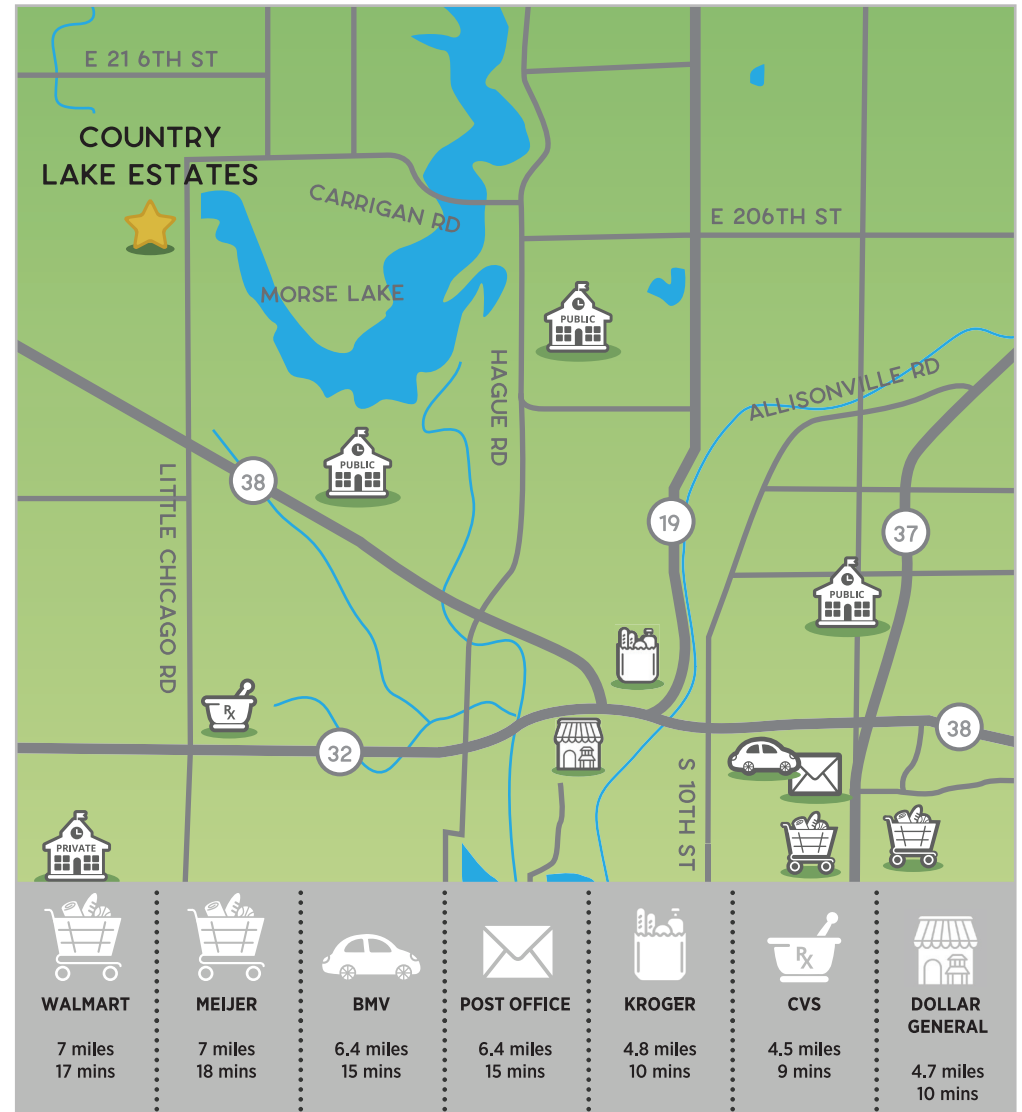 E 21 6TH ST
COUNTRY
LAKE ESTATES
CARRIGAN RD
E 206TH ST
MORSE LAKE
PUBLIC
HAGUE RD
ALLISONVILLE RD
PUBLIC
38
LITTLE CHICAGO RD
19
37
PUBLIC
RX
32
38
S 10TH ST
PRIVATE
WALMART
7 miles
17 mins
MEIJER
7 miles
18 mins
BMV
6.4 miles
15 mins
POST OFFICE
6.4 miles
15 mins
KROGER
4.8 miles
10 mins
RX
CVS
4.5 miles
9 mins
DOLLAR
GENERAL
4.7 miles
10 mins